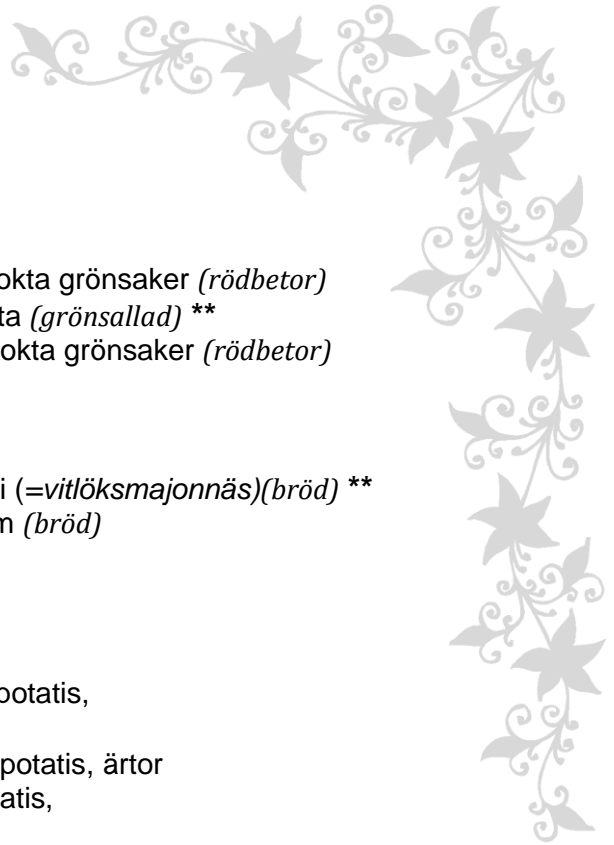 okta grönsaker (rödbetor)
ta (grönsallad) **
okta grönsaker (rödbetor)
i (=vitlöksmajonnäs)(bröd) **
m (bröd)
potatis,
potatis, ärtor
atis,